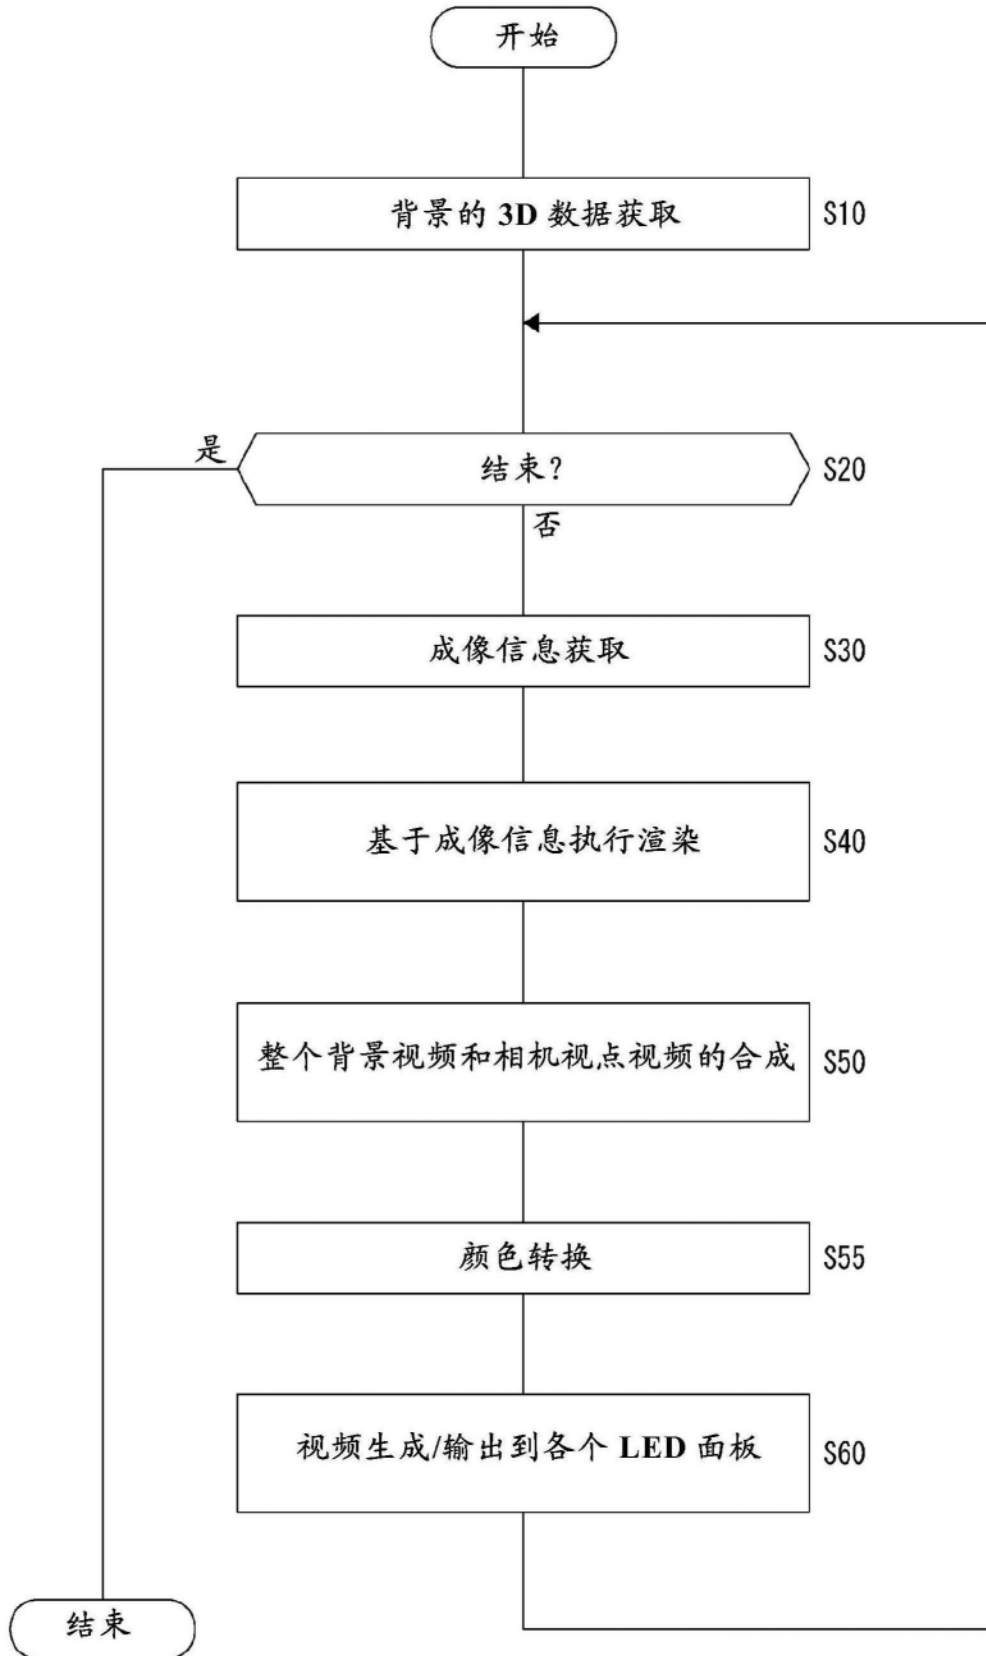 开始
背景的 3D 数据获取
S10
是
结束？
S20
否
成像信息获取
S30
基于成像信息执行渲染
S40
整个背景视频和相机视点视频的合成
S50
颜色转换
S55
视频生成/输出到各个 LED 面板
S60
结束